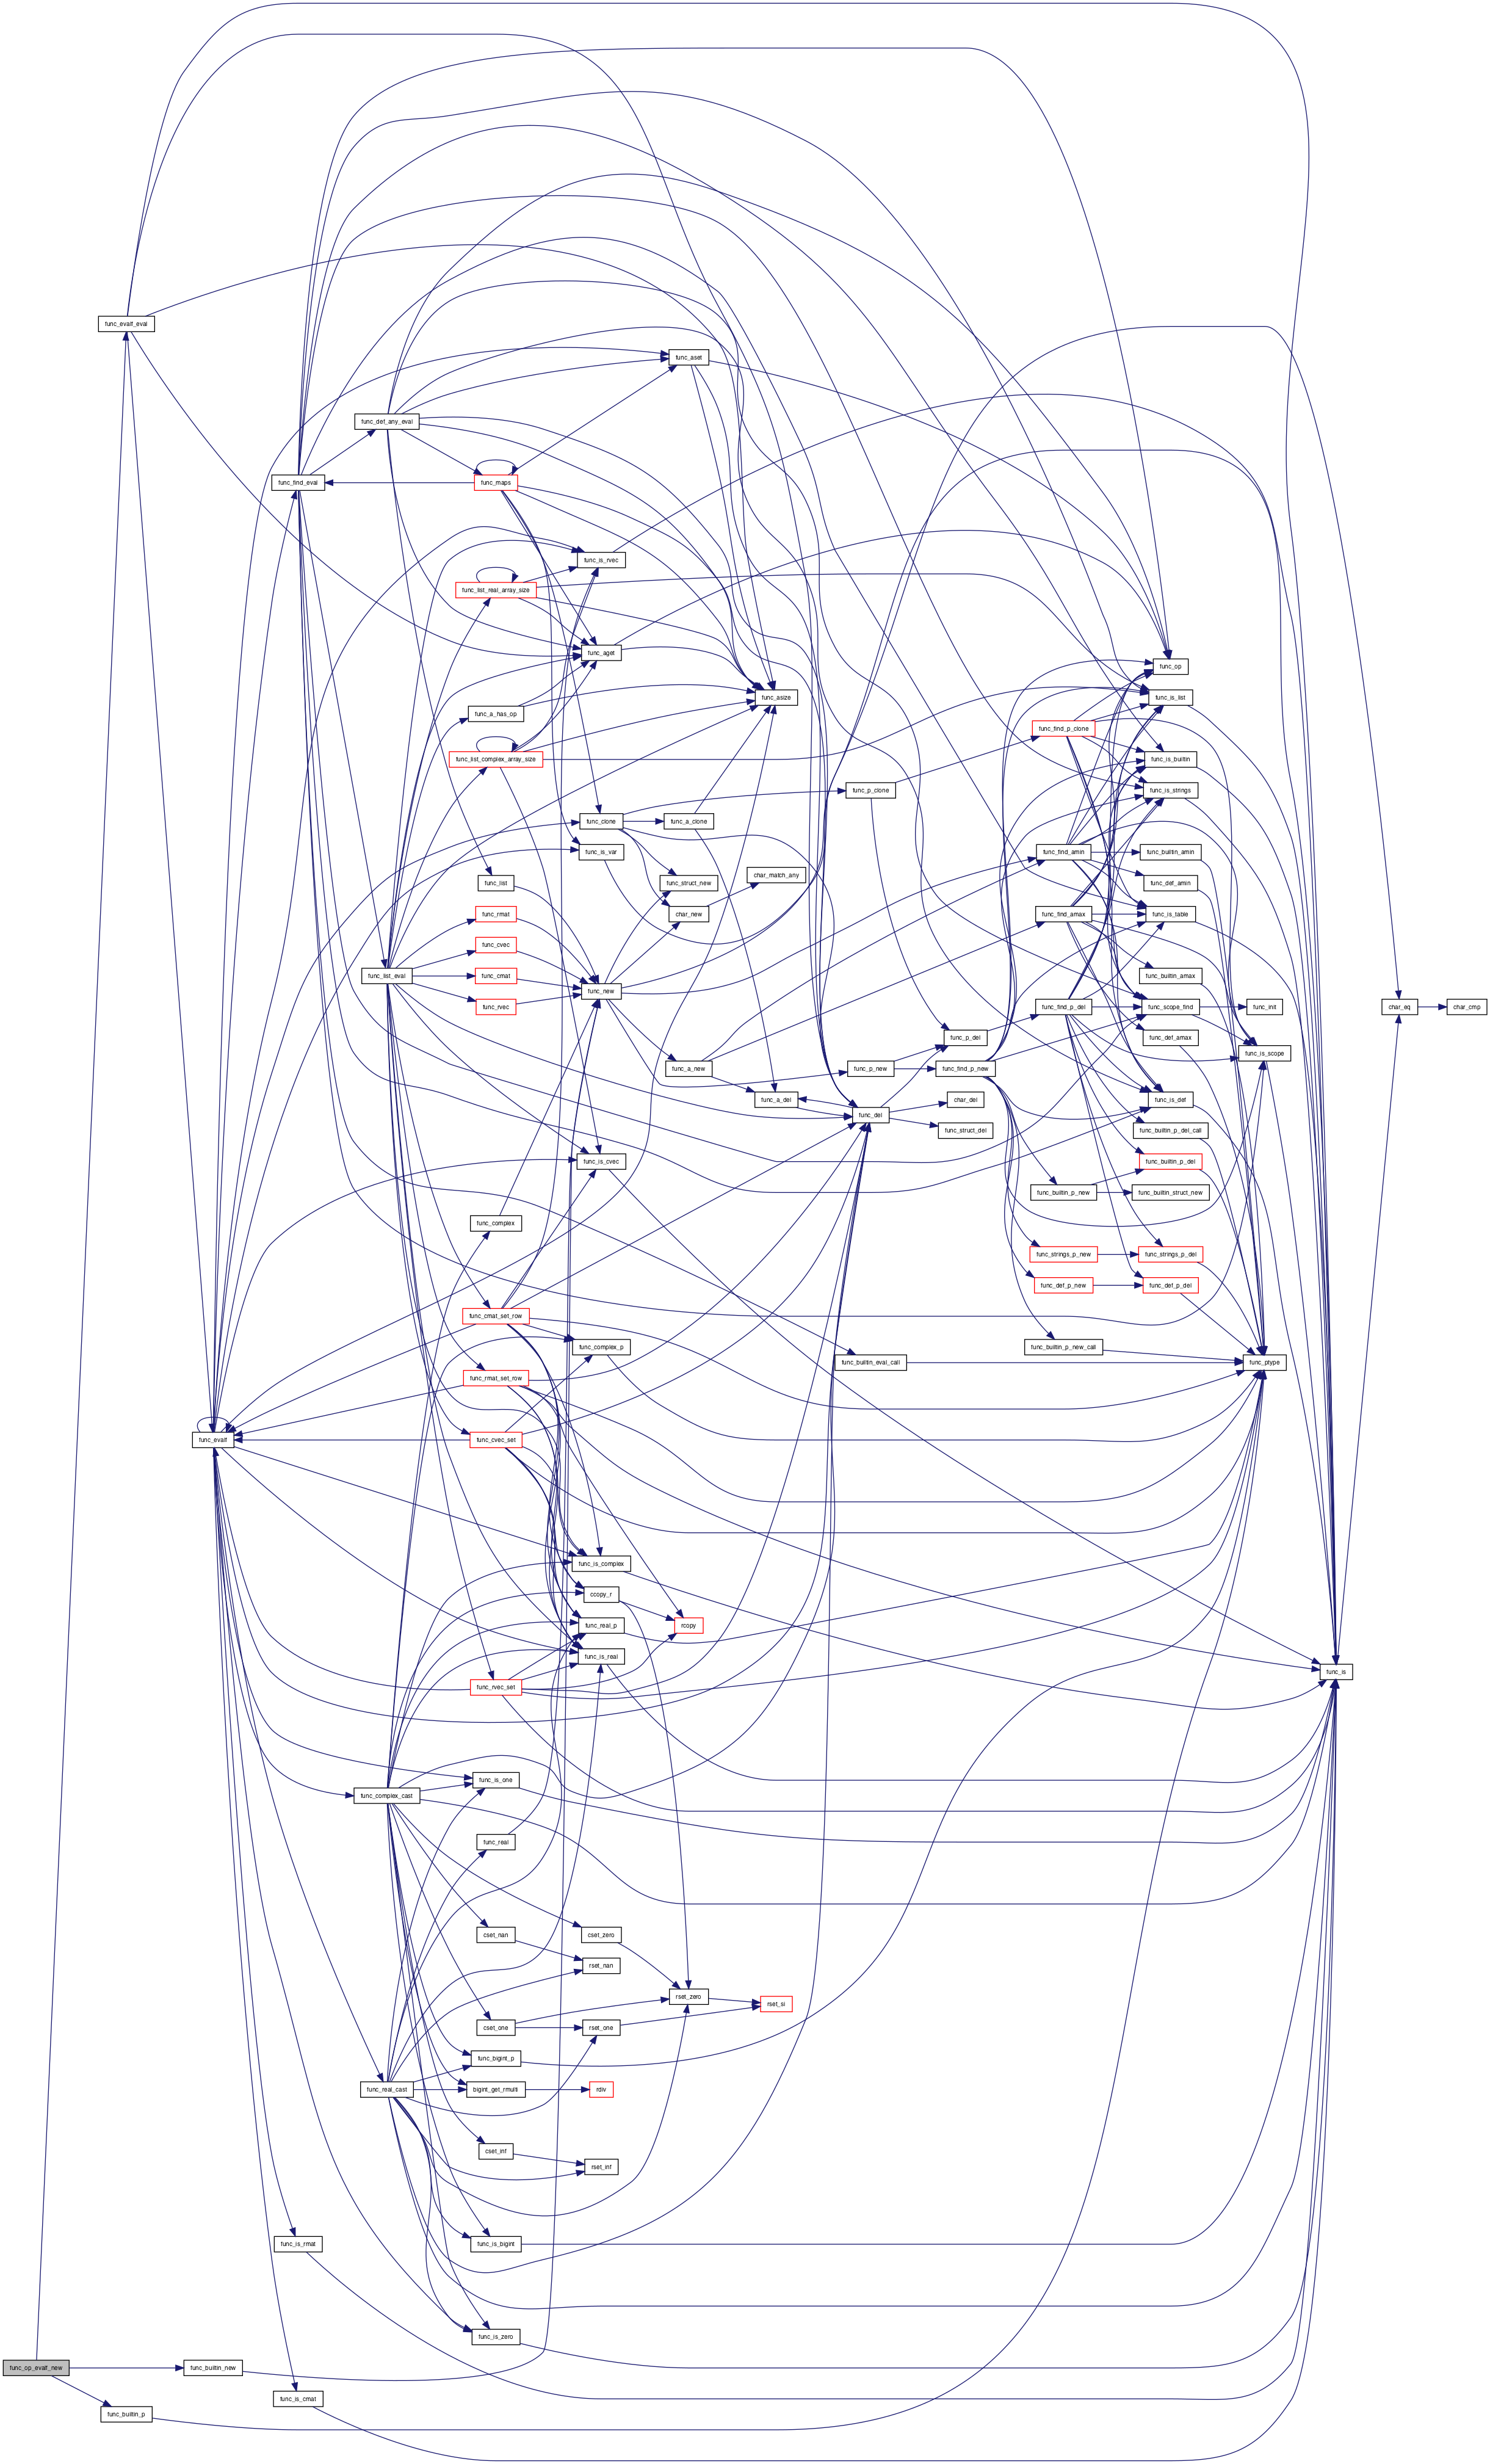 func_evalf_eval
func_aset
func_def_any_eval
func_find_eval
func_maps
func_is_rvec
func_list_real_array_size
func_aget
func_op
func_asize
func_is_list
func_a_has_op
func_find_p_clone
func_list_complex_array_size
func_is_builtin
func_p_clone
func_is_strings
func_clone
func_a_clone
func_is_var
func_find_amin
func_builtin_amin
char_match_any
func_list
func_struct_new
func_def_amin
func_rmat
char_new
func_find_amax
func_is_table
func_cvec
func_list_eval
func_cmat
func_builtin_amax
func_new
func_rvec
func_find_p_del
func_scope_find
func_init
char_eq
char_cmp
func_p_del
func_def_amax
func_is_scope
func_a_new
func_p_new
func_find_p_new
func_a_del
char_del
func_is_def
func_del
func_struct_del
func_builtin_p_del_call
func_is_cvec
func_builtin_p_del
func_builtin_p_new
func_builtin_struct_new
func_complex
func_strings_p_new
func_strings_p_del
func_def_p_new
func_def_p_del
func_cmat_set_row
func_complex_p
func_builtin_p_new_call
func_builtin_eval_call
func_ptype
func_rmat_set_row
func_evalf
func_cvec_set
func_is_complex
ccopy_r
func_real_p
rcopy
func_is_real
func_is
func_rvec_set
func_is_one
func_complex_cast
func_real
cset_nan
cset_zero
rset_nan
rset_zero
rset_si
cset_one
rset_one
func_bigint_p
func_real_cast
bigint_get_rmulti
rdiv
cset_inf
rset_inf
func_is_rmat
func_is_bigint
func_is_zero
func_op_evalf_new
func_builtin_new
func_is_cmat
func_builtin_p